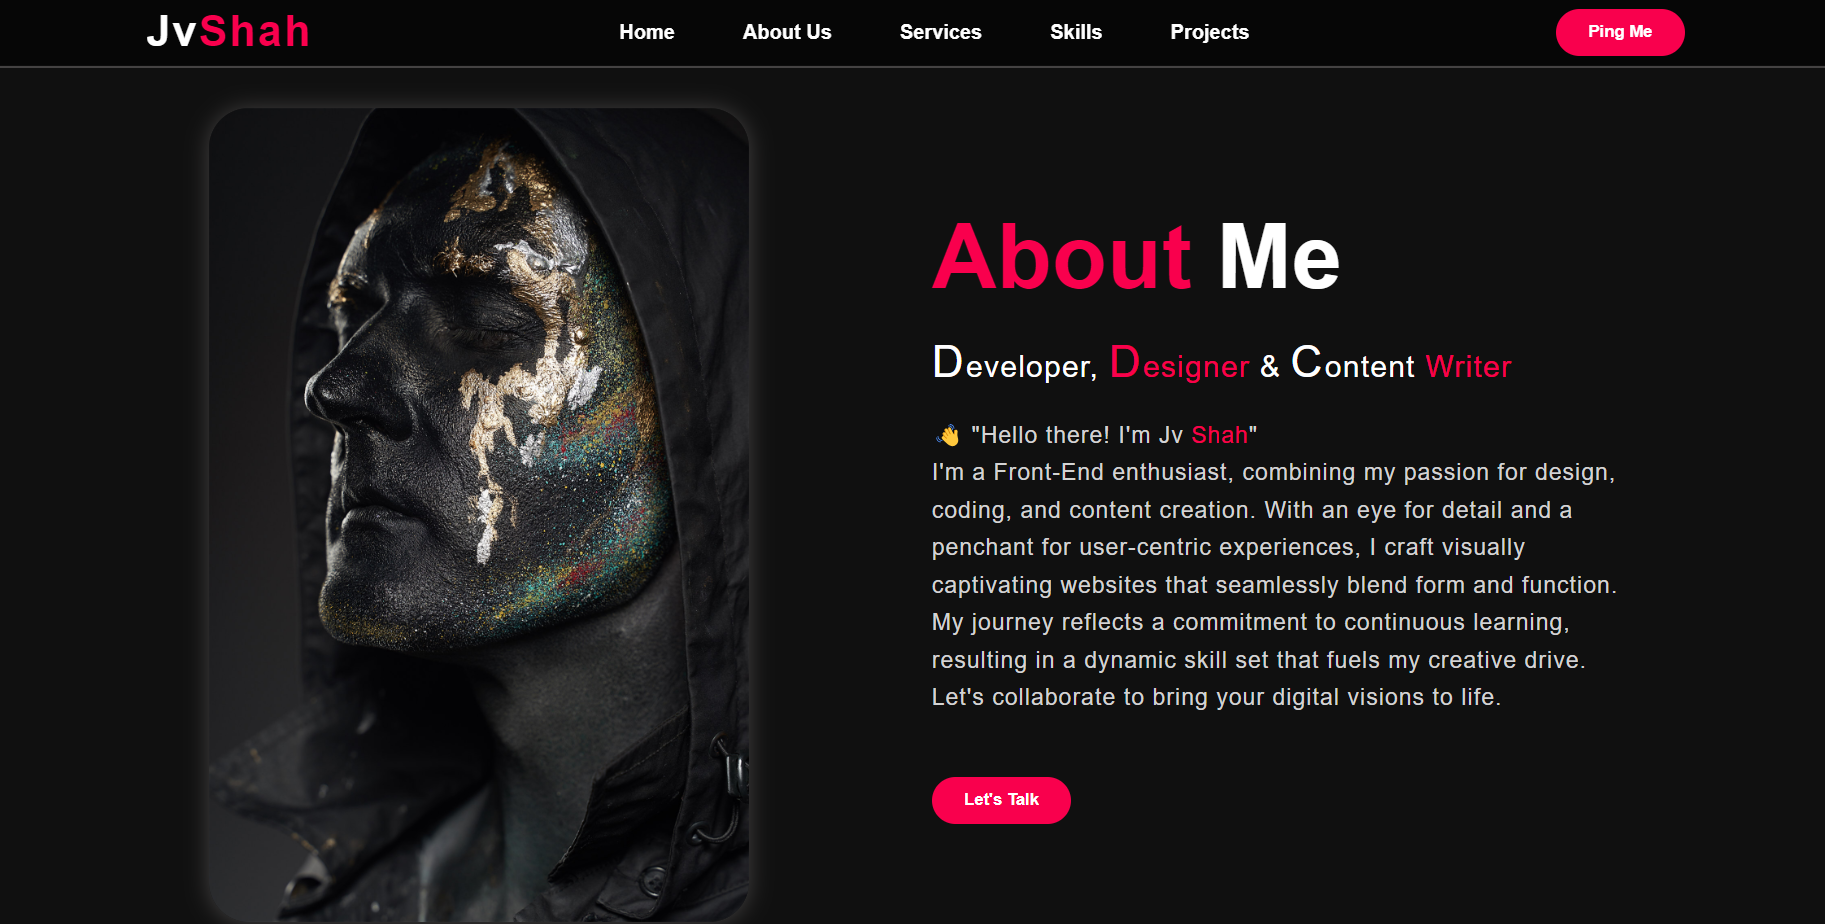 JvShah
Home About Us Services Skills Projects
Ping Me
About Me
Developer, Designer & Content Writer
👋 "Hello there! I'm Jv Shah"
I'm a Front-End enthusiast, combining my passion for design,
coding, and content creation. With an eye for detail and a
penchant for user-centric experiences, I craft visually
captivating websites that seamlessly blend form and function.
My journey reflects a commitment to continuous learning,
resulting in a dynamic skill set that fuels my creative drive.
Let's collaborate to bring your digital visions to life.
Let's Talk